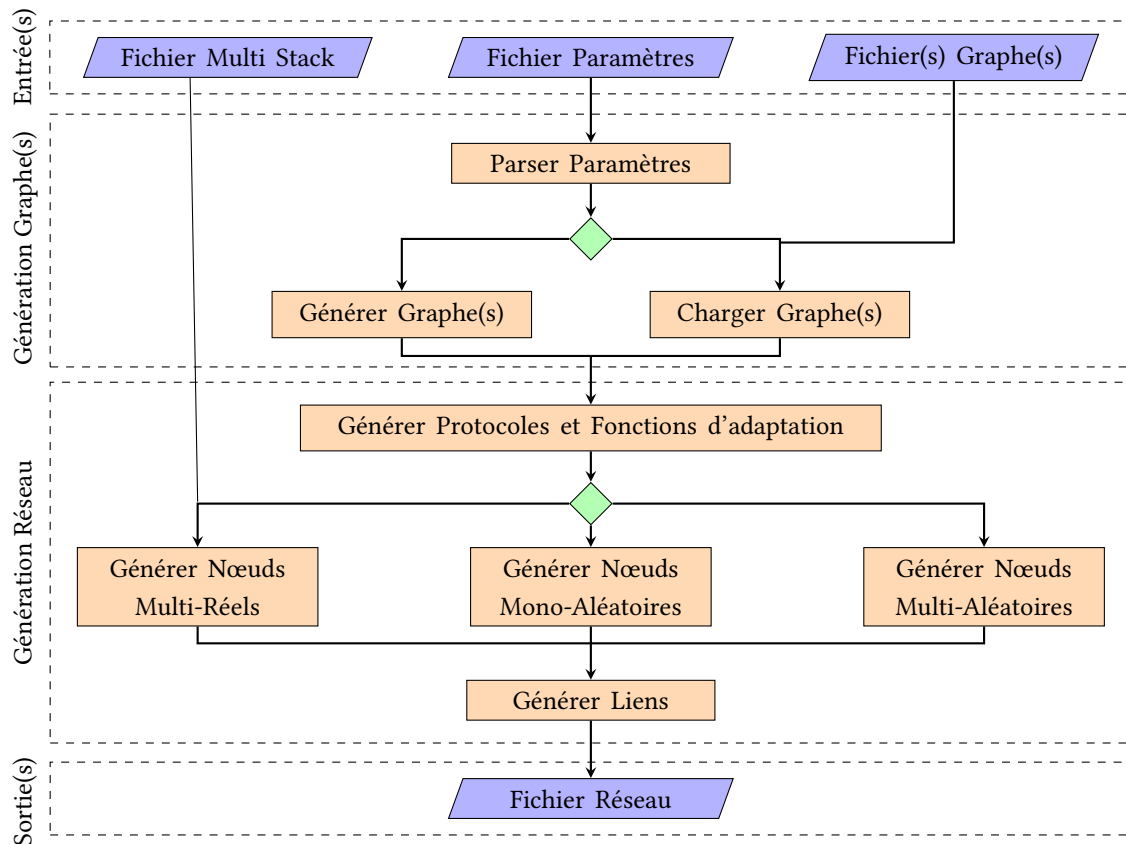 Entrée(s)
Fichier Multi Stack
Fichier Paramètres
Fichier(s) Graphe(s)
Génération Graphe(s)
Parser Paramètres
Générer Graphe(s)
Charger Graphe(s)
Génération Réseau
Générer Protocoles et Fonctions d'adaptation
Générer Nœuds
Multi-Réels
Générer Nœuds
Mono-Aléatoires
Générer Nœuds
Multi-Aléatoires
Générer Liens
Sortie(s)
Fichier Réseau